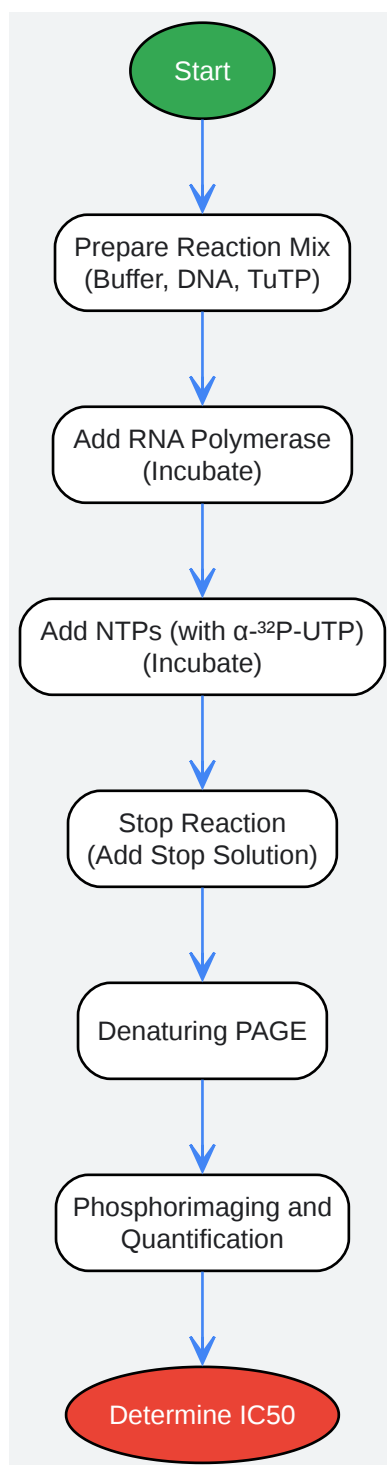 Start
Prepare Reaction Mix
(Buffer, DNA, TuTP)
Add RNA Polymerase
(Incubate)
Add NTPs (with α-³²P-UTP)
(Incubate)
Stop Reaction
(Add Stop Solution)
Denaturing PAGE
Phosphorimaging and
Quantification
Determine IC50